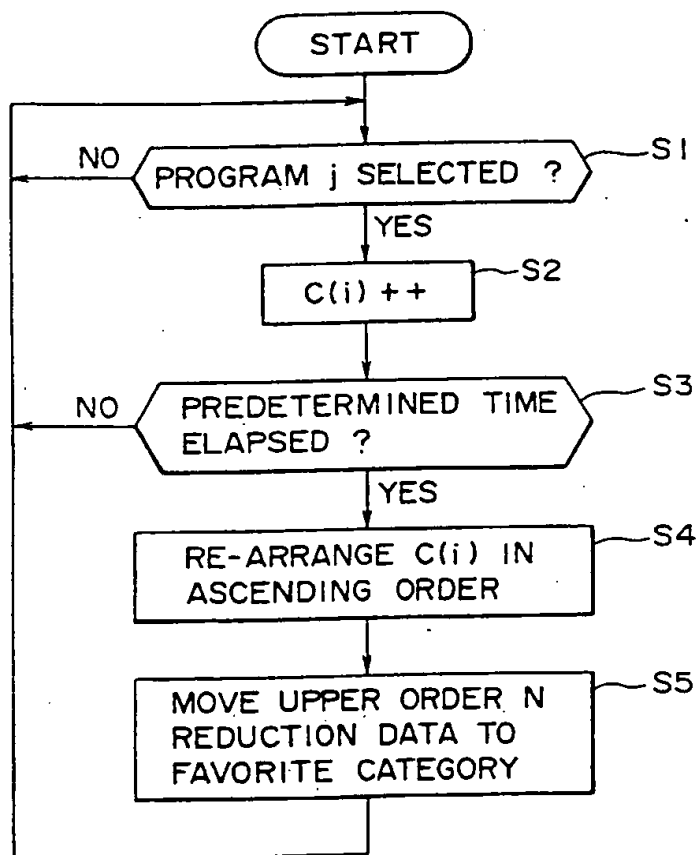 START
NO
PROGRAM j SELECTED ?
S1
YES
C(i) ++
S2
NO
PREDETERMINED TIME
ELAPSED ?
S3
YES
RE-ARRANGE C(i) IN
ASCENDING ORDER
S4
MOVE UPPER ORDER N
REDUCTION DATA TO
FAVORITE CATEGORY
S5